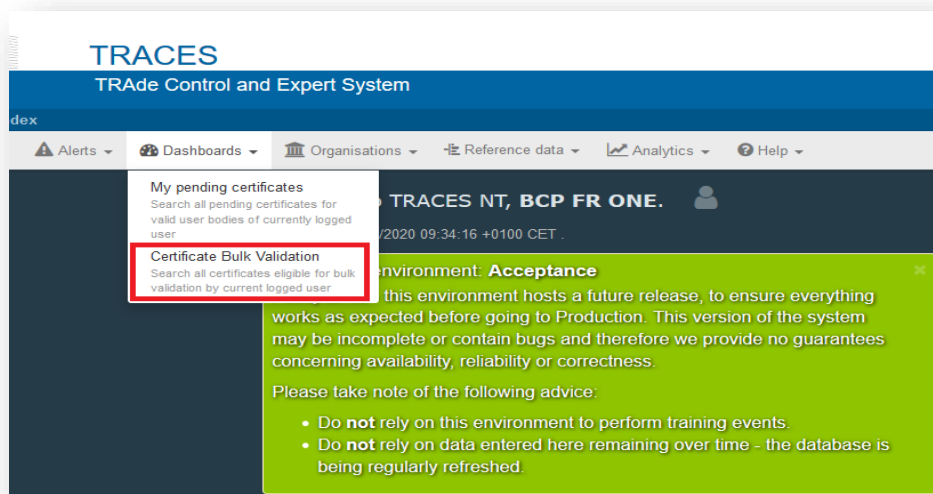 TRACES
TRAde Control and Expert System
dex
Alerts
Dashboards
Organisations
Reference data
Analytics
Help
My pending certificates
Search all pending certificates for
valid user bodies of currently logged
user
Certificate Bulk Validation
Search all certificates eligible for bulk
validation by current logged user
TRACES NT, BCP FR ONE.
/2020 09:34:16 +0100 CET .
environment: Acceptance
this environment hosts a future release, to ensure everything
works as expected before going to Production. This version of the system
may be incomplete or contain bugs and therefore we provide no guarantees
concerning availability, reliability or correctness.
Please take note of the following advice:
• Do not rely on this environment to perform training events.
• Do not rely on data entered here remaining over time - the database is
being regularly refreshed.